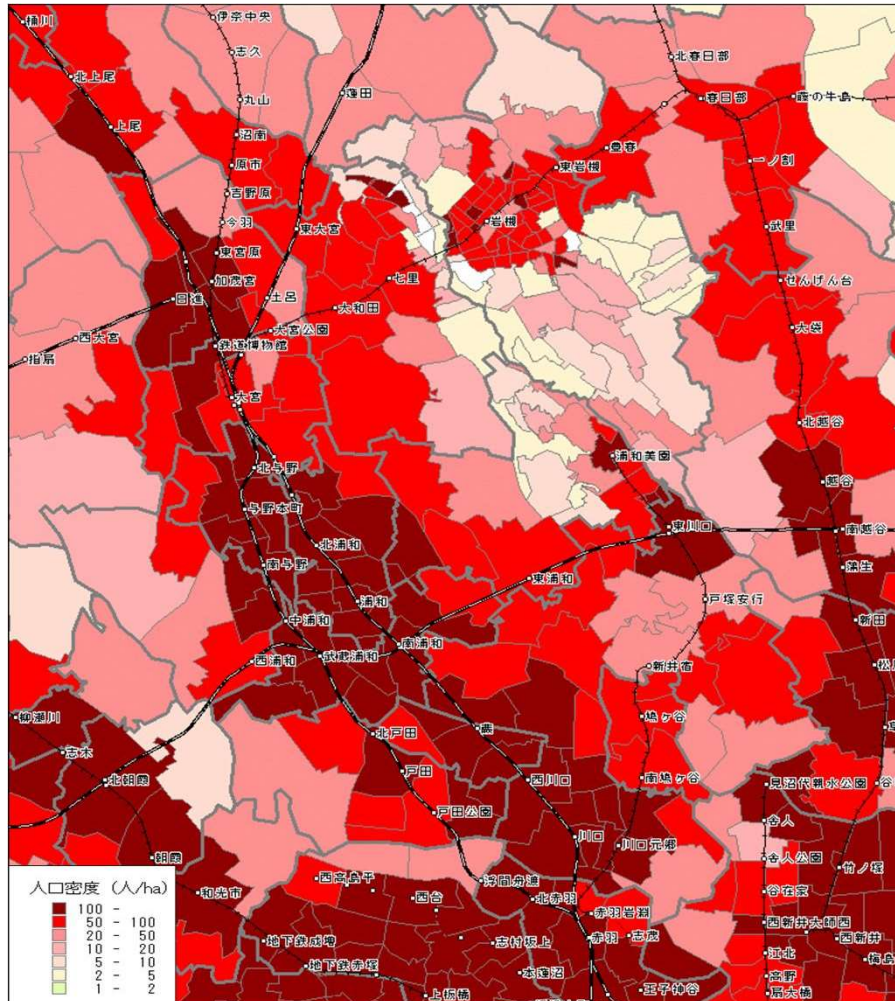 桶川
伊奈中央
志久
北上尾
北春日部
丸山
蓮田
春日部
藤の牛島
上尾
沼南
豊春
原市
東岩槻
一ノ割
吉野原
今羽
岩槻
武里
東大宮
東宮原
七里
せんげん台
加茂宮
日進
土呂
大和田
大宮公園
大袋
西大宮
鉄道博物館
指扇
大宮
北越谷
浦和美園
北与野
越谷
与野本町
東川口
南越谷
北浦和
南与野
蒲生
東浦和
浦和
戸塚安行
中浦和
新田
南浦和
西浦和
武蔵浦和
新井宿
松原
柳瀬川
鳩ヶ谷
蕨
北戸田
志木
戸田
北朝霞
西川口
南鳩ヶ谷
見沼代親水公園
谷
戸田公園
舎人
川口
川口元郷
朝霞
舎人公園
竹ノ塚
人口密度 (人/ha)
100 -
50 - 100
20 - 50
10 - 20
5 - 10
2 - 5
1 - 2
和光市
西高島平
浮間舟渡
谷在家
西台
北赤羽
赤羽岩淵
西新井大師西
地下鉄成増
志村坂上
赤羽
志茂
西新井
江北
地下鉄赤塚
本蓮沼
梅島
高野
王子神谷
扇大橋
上板橋